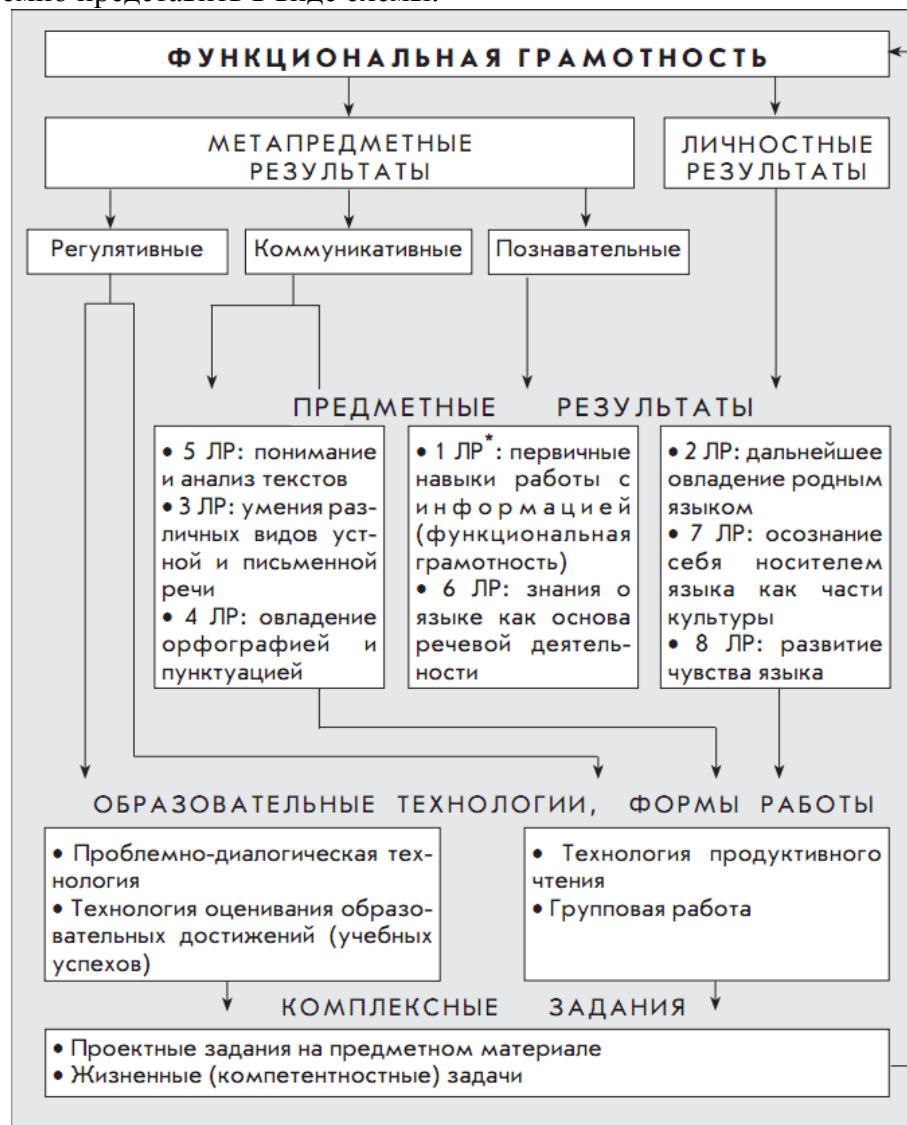 емно представить в виде схемы.
ФУНКЦИОНАЛЬНАЯ ГРАМОТНОСТЬ
МЕТАПРЕДМЕТНЫЕ
РЕЗУЛЬТАТЫ
ЛИЧНОСТНЫЕ
РЕЗУЛЬТАТЫ
Регулятивные
Коммуникативные
Познавательные
ПРЕДМЕТНЫЕ РЕЗУЛЬТАТЫ
• 5 ЛР: понимание
и анализ текстов
• 3 ЛР: умения раз-
личных видов уст-
ной и письменной
речи
• 4 ЛР: овладение
орфографией и
пунктуацией
• 1 ЛР*: первичные
навыки работы с
информацией
(функциональная
грамотность)
• 6 ЛР: знания о
языке как основа
речевой деятель-
ности
• 2 ЛР: дальнейшее
овладение родным
языком
• 7 ЛР: осознание
себя носителем
языка как части
культуры
• 8 ЛР: развитие
чувства языка
ОБРАЗОВАТЕЛЬНЫЕ ТЕХНОЛОГИИ, ФОРМЫ РАБОТЫ
• Проблемно-диалогическая тех-
нология
• Технология оценивания образо-
вательных достижений (учебных
успехов)
• Технология продуктивного
чтения
• Групповая работа
КОМПЛЕКСНЫЕ ЗАДАНИЯ
• Проектные задания на предметном материале
• Жизненные (компетентностные) задачи